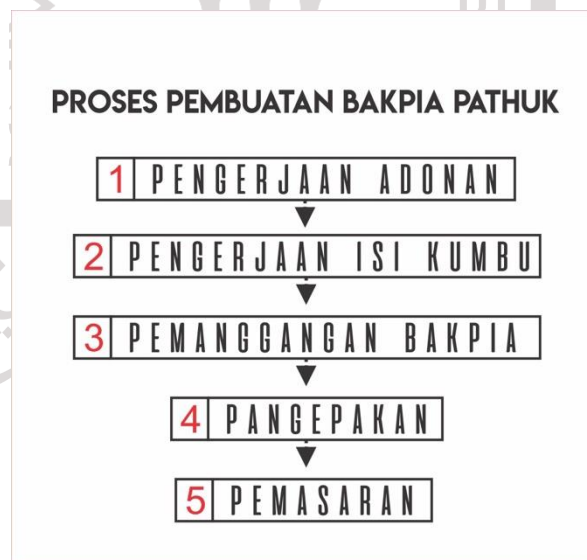 PROSES PEMBUATAN BAKPIA PATHUK
1 PENGERJAAN ADONAN
2 PENGERJAAN ISI KUMBU
3 PEMANGGANGAN BAKPIA
4 PANGEPAKAN
5 PEMASARAN